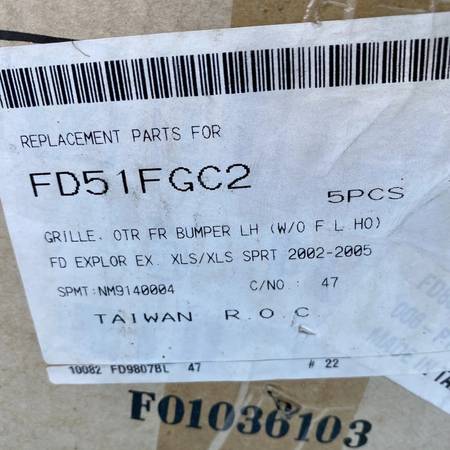 REPLACEMENT PARTS FOR
FD51FGC2
5PCS
GRILLE. OTR FR BUMPER LH (W/O F L HO)
FD EXPLOR EX. XLS/XLS SPRT 2002-2005
SPMT:NM9140004 C/NO: 47
TAIWAN R.O.C.
10082 FD9807BL 47 # 22
F01036103